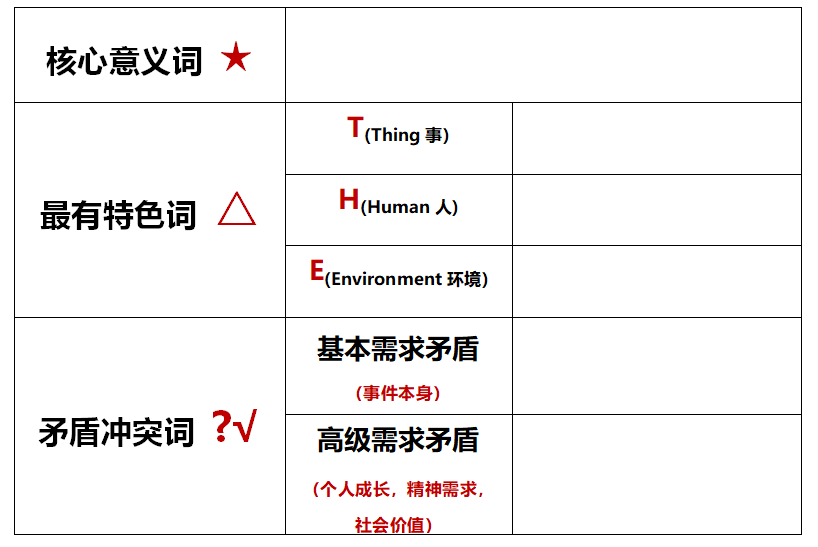 核心意义词 ★
T(Thing 事)
最有特色词 △
H(Human 人)
E(Environment 环境)
基本需求矛盾
（事件本身）
矛盾冲突词 ?√
高级需求矛盾
（个人成长，精神需求，
社会价值）